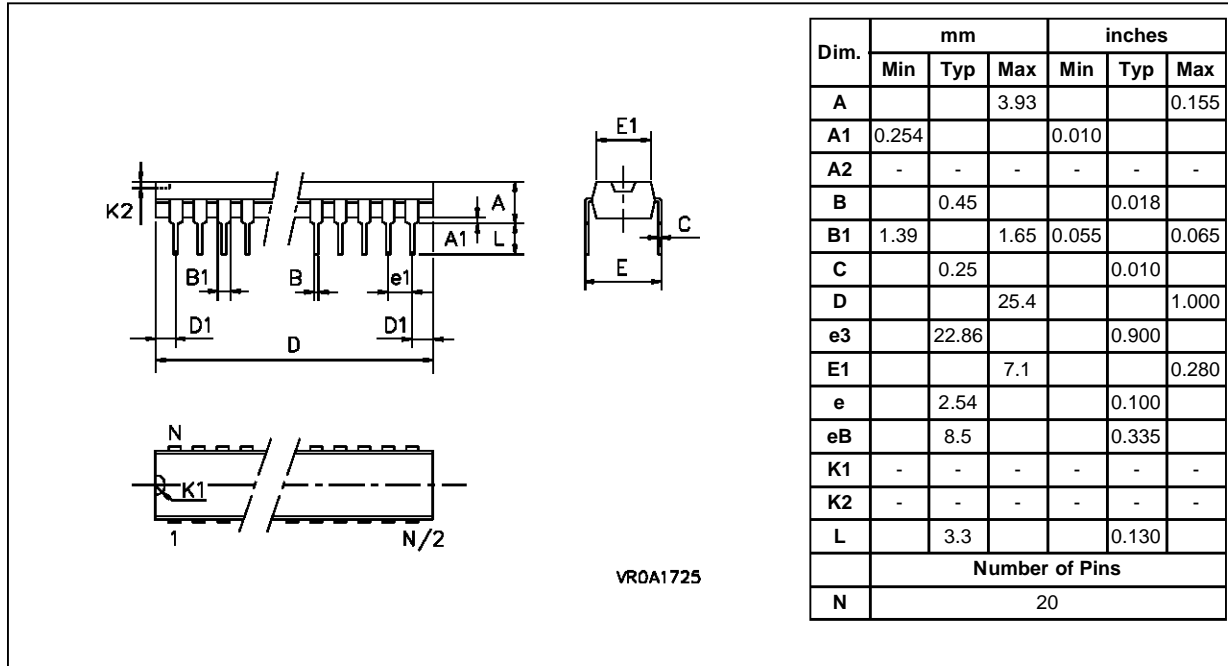 E1
K2
A
A1
L
C
B1
B
e1
E
D1
D1
D
N
K1
1
N/2
VR0A1725
Dim. mm inches
Min Typ Max Min Typ Max
A 3.93 0.155
A1 0.254 0.010
A2 - - - - - -
B 0.45 0.018
B1 1.39 1.65 0.055 0.065
C 0.25 0.010
D 25.4 1.000
e3 22.86 0.900
E1 7.1 0.280
e 2.54 0.100
eB 8.5 0.335
K1 - - - - - -
K2 - - - - - -
L 3.3 0.130
Number of Pins
N 20